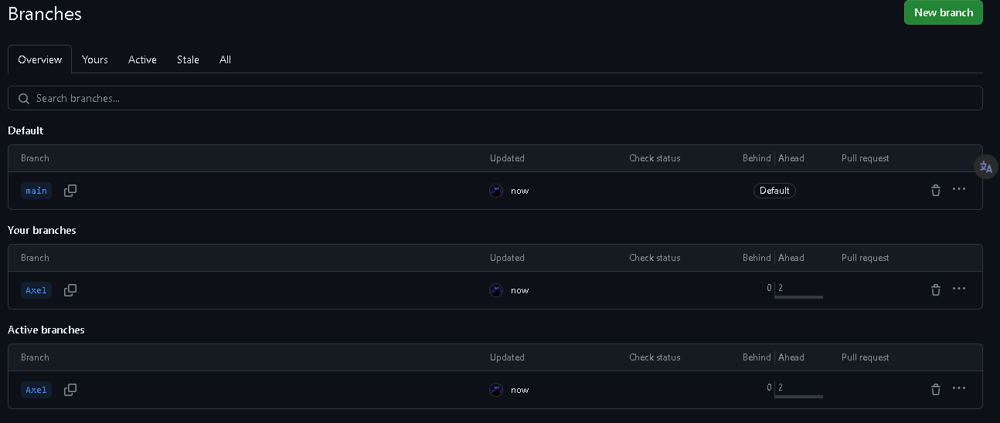 Branches
New branch
Overview Yours Active Stale All
Search branches...
Default
Branch Updated Check status Behind Ahead Pull request
main now Default
Your branches
Branch Updated Check status Behind Ahead Pull request
Axel now 0 2
Active branches
Branch Updated Check status Behind Ahead Pull request
Axel now 0 2